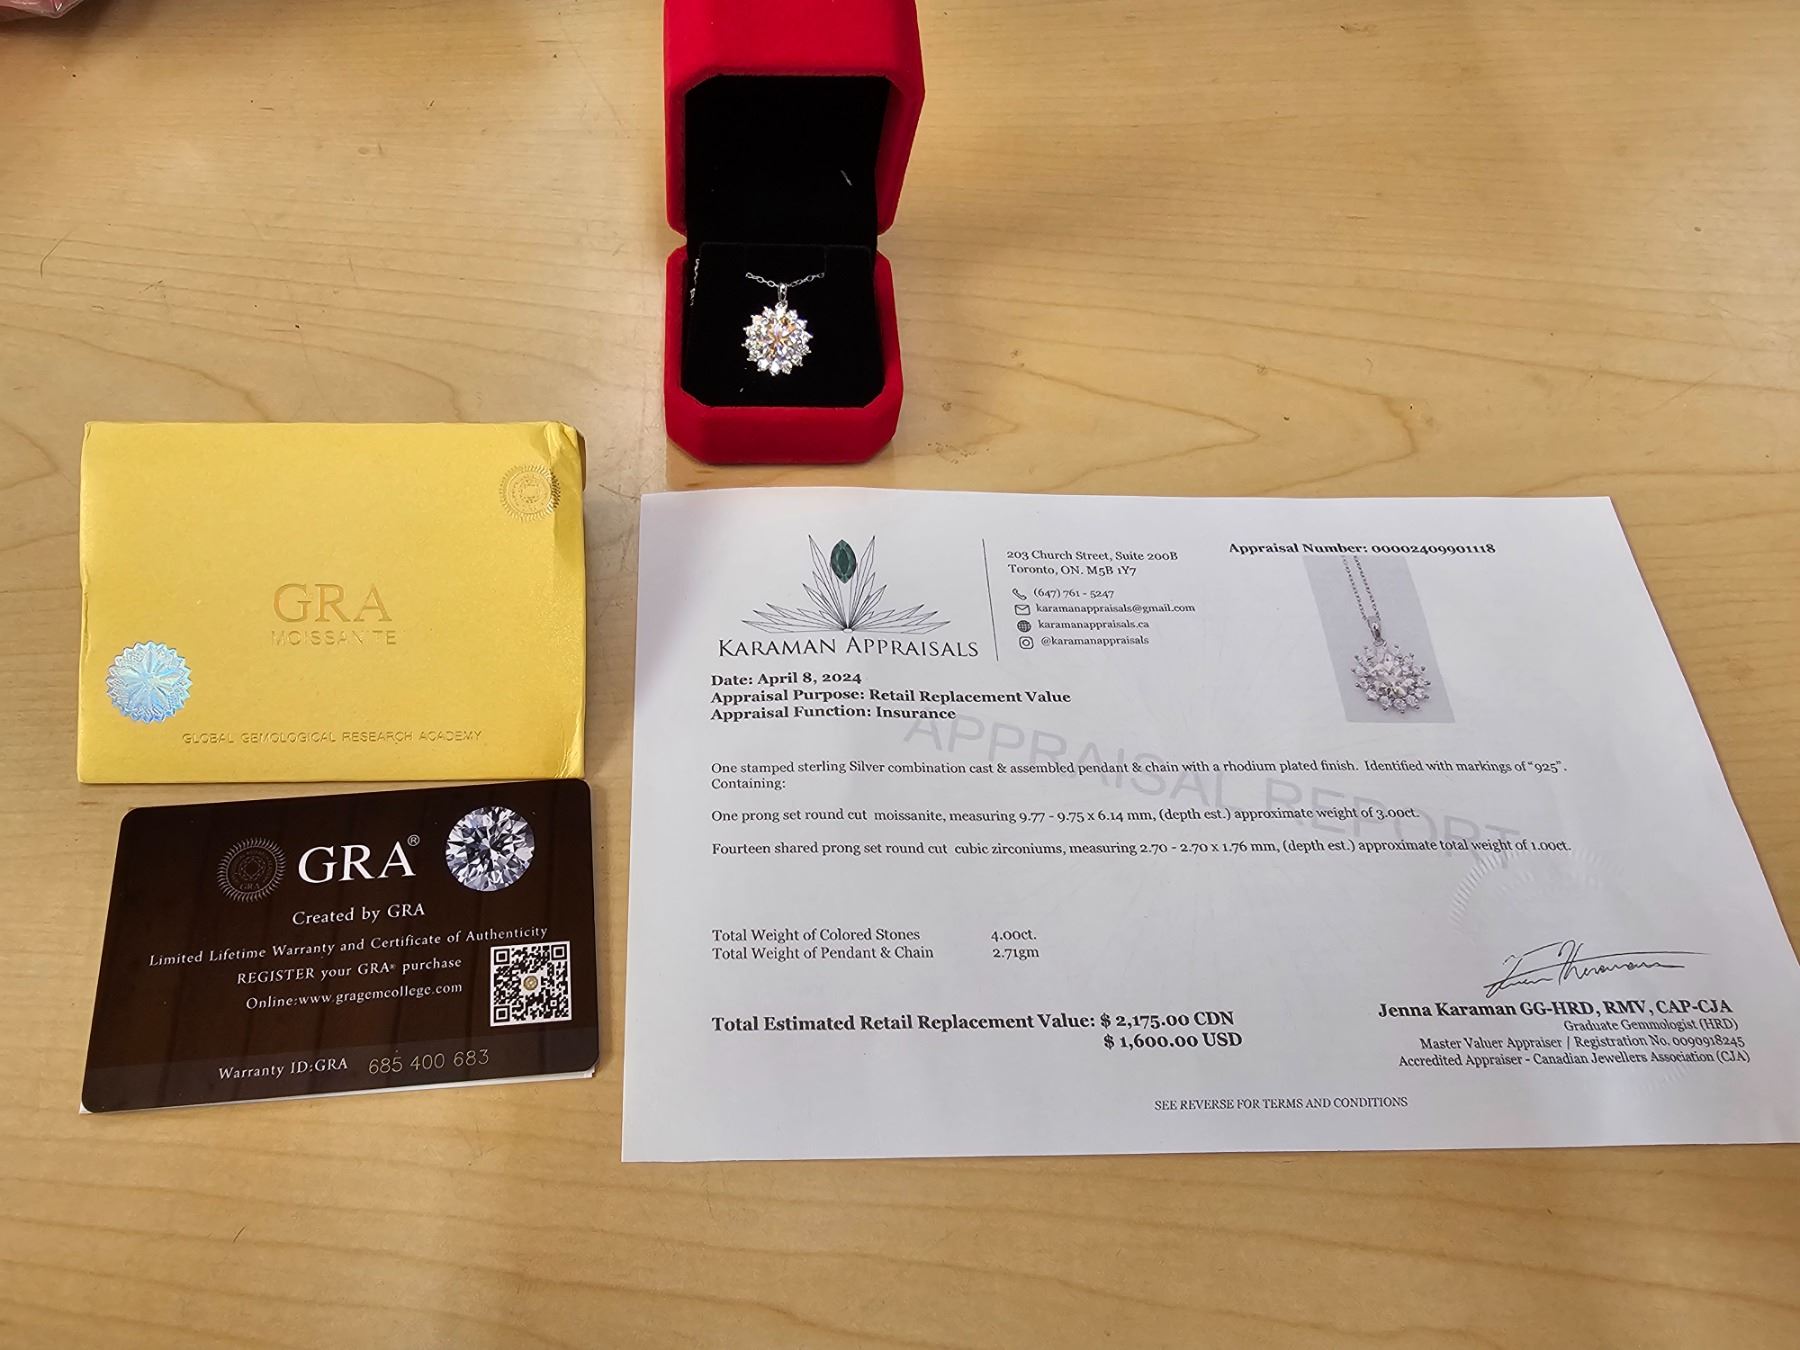 GRA
MOISSANITE
GLOBAL GEMOLOGICAL RESEARCH ACADEMY
GRA
GRA®
Created by GRA
Limited Lifetime Warranty and Certificate of Authenticity
REGISTER your GRA® purchase
Online:www.gragemcollege.com
Warranty ID:GRA 685 400 683
KARAMAN APPRAISALS
203 Church Street, Suite 200B
Toronto, ON. M5B 1Y7
(647) 761 - 5247
karamanappraisals@gmail.com
karamanappraisals.ca
@karamanappraisals
Appraisal Number: 00002409901118
Date: April 8, 2024
Appraisal Purpose: Retail Replacement Value
Appraisal Function: Insurance
APPRAISAL REPORT
One stamped sterling Silver combination cast & assembled pendant & chain with a rhodium plated finish. Identified with markings of "925".
Containing:
One prong set round cut moissanite, measuring 9.77 - 9.75 x 6.14 mm, (depth est.) approximate weight of 3.00ct.
Fourteen shared prong set round cut cubic zirconiums, measuring 2.70 - 2.70 x 1.76 mm, (depth est.) approximate total weight of 1.00ct.
Total Weight of Colored Stones 4.00ct.
Total Weight of Pendant & Chain 2.71gm
Total Estimated Retail Replacement Value: $ 2,175.00 CDN
$ 1,600.00 USD
Jenna Karaman GG-HRD, RMV, CAP-CJA
Graduate Gemmologist (HRD)
Master Valuer Appraiser / Registration No. 0090918245
Accredited Appraiser - Canadian Jewellers Association (CJA)
SEE REVERSE FOR TERMS AND CONDITIONS